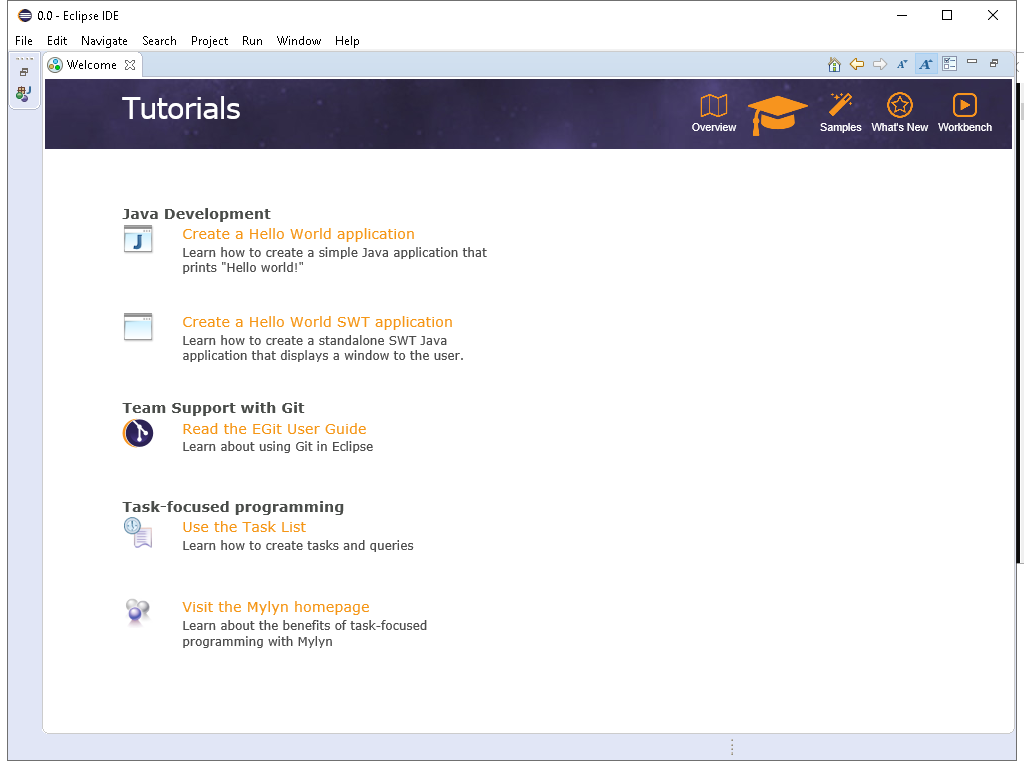 0.0 - Eclipse IDE
File Edit Navigate Search Project Run Window Help
Welcome
Tutorials
Overview Samples What's New Workbench
Java Development
Create a Hello World application
Learn how to create a simple Java application that
prints "Hello world!"
Create a Hello World SWT application
Learn how to create a standalone SWT Java
application that displays a window to the user.
Team Support with Git
Read the EGit User Guide
Learn about using Git in Eclipse
Task-focused programming
Use the Task List
Learn how to create tasks and queries
Visit the Mylyn homepage
Learn about the benefits of task-focused
programming with Mylyn